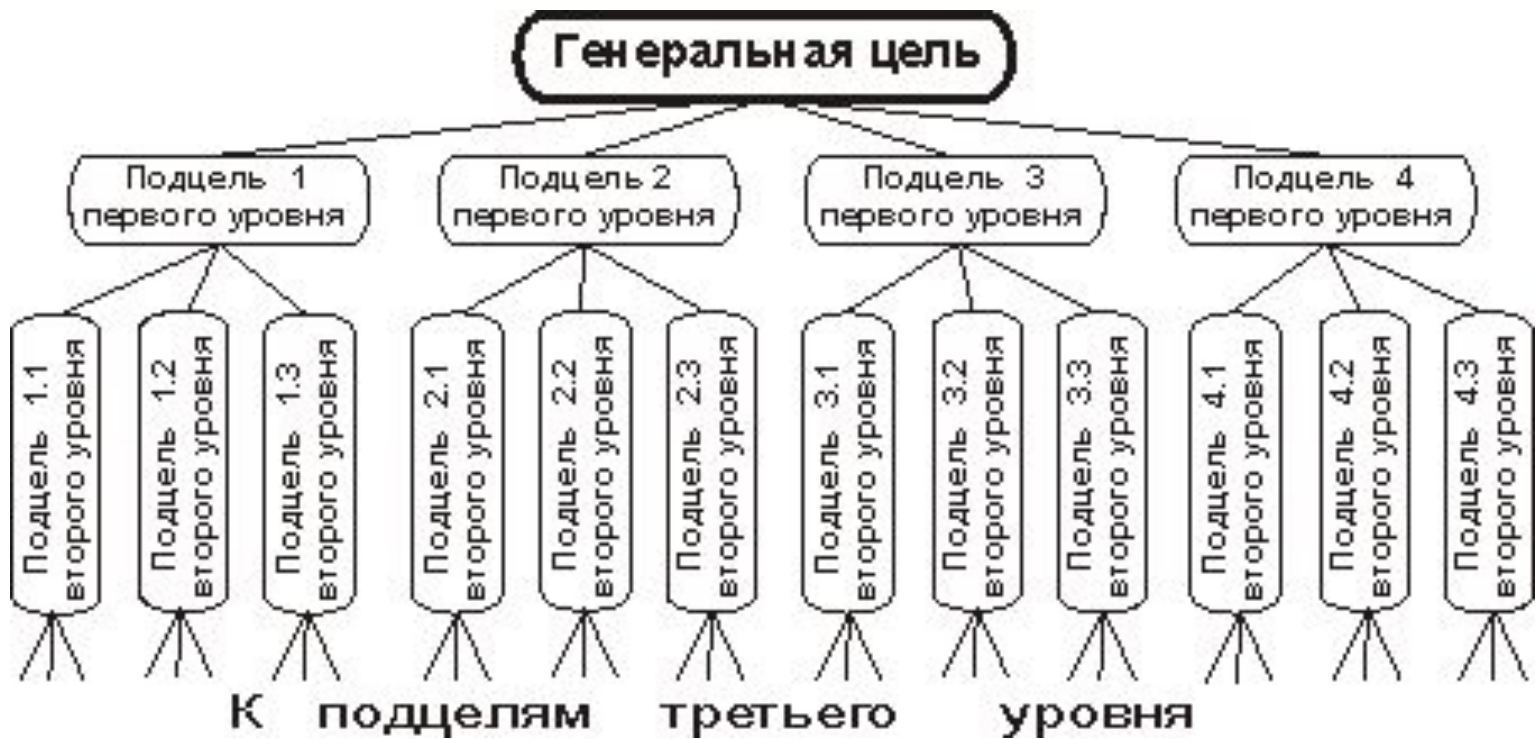 Генеральная цель
Подцель 1
первого уровня
Подцель 2
первого уровня
Подцель 3
первого уровня
Подцель 4
первого уровня
Подцель 1.1
второго уровня
Подцель 1.2
второго уровня
Подцель 1.3
второго уровня
Подцель 2.1
второго уровня
Подцель 2.2
второго уровня
Подцель 2.3
второго уровня
Подцель 3.1
второго уровня
Подцель 3.2
второго уровня
Подцель 3.3
второго уровня
Подцель 4.1
второго уровня
Подцель 4.2
второго уровня
Подцель 4.3
второго уровня
К подцелям третьего уровня